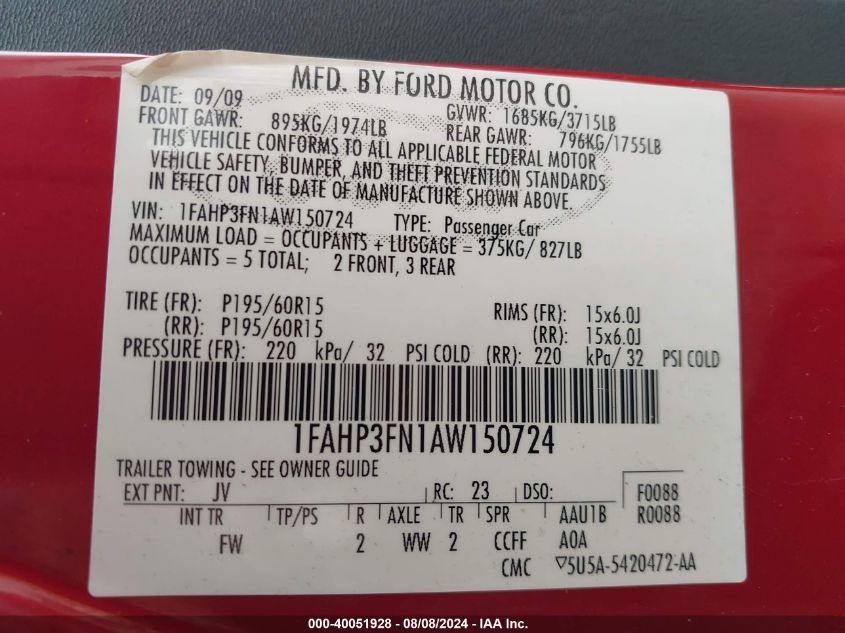 MFD. BY FORD MOTOR CO.
DATE: 09/09 GVWR: 1685KG/3715LB
FRONT GAWR: 895KG/1974LB REAR GAWR: 796KG/1755LB
THIS VEHICLE CONFORMS TO ALL APPLICABLE FEDERAL MOTOR
VEHICLE SAFETY, BUMPER, AND THEFT PREVENTION STANDARDS
IN EFFECT ON THE DATE OF MANUFACTURE SHOWN ABOVE.
VIN: 1FAHP3FN1AW150724 TYPE: Passenger Car
MAXIMUM LOAD = OCCUPANTS + LUGGAGE = 375KG/ 827LB
OCCUPANTS = 5 TOTAL; 2 FRONT, 3 REAR
TIRE (FR): P195/60R15 RIMS (FR): 15x6.0J
(RR): P195/60R15 (RR): 15x6.0J
PRESSURE (FR): 220 kPa/ 32 PSI COLD (RR): 220 kPa/ 32 PSI COLD
1FAHP3FN1AW150724
TRAILER TOWING - SEE OWNER GUIDE
EXT PNT: JV RC: 23 DSO: F0088
INT TR TP/PS R AXLE TR SPR AAU1B R0088
FW 2 WW 2 CCFF AOA
CMC ▽5U5A-5420472-AA
000-40051928 - 08/08/2024 - IAA Inc.